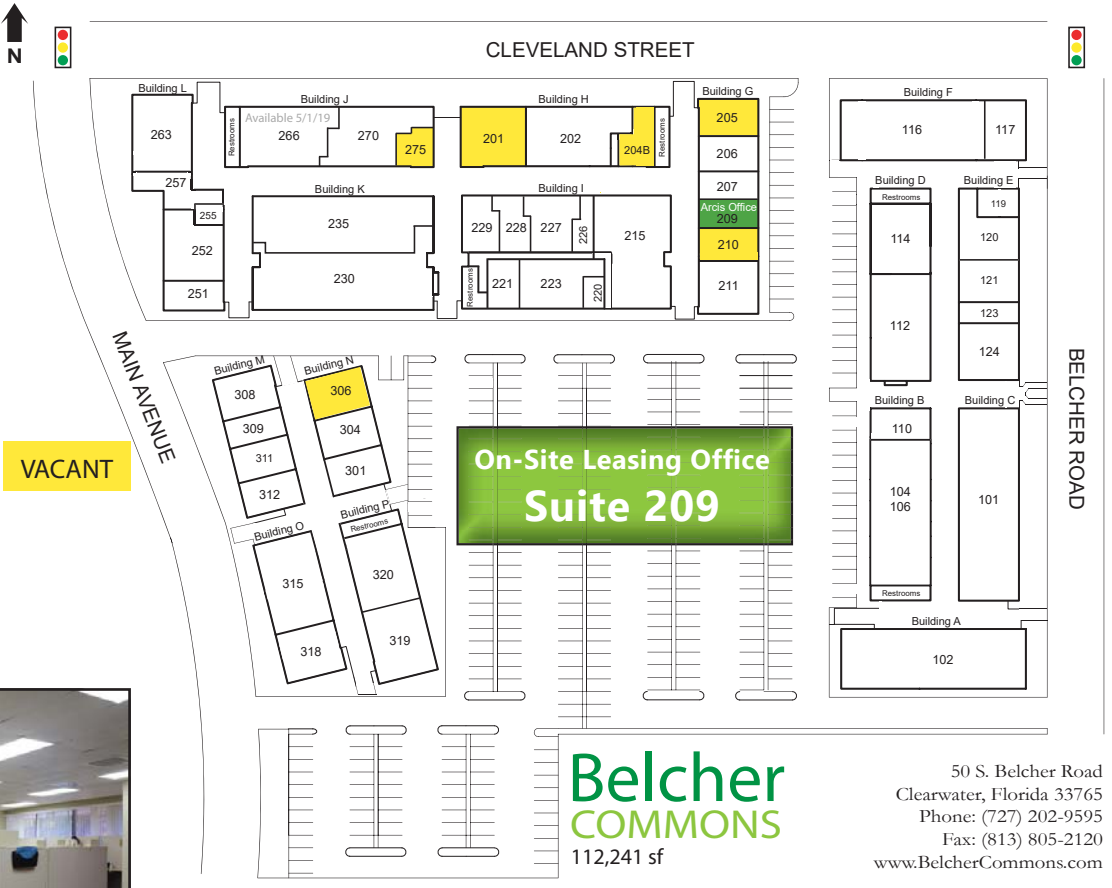 N
CLEVELAND STREET
Building L
263
257
255
252
251
Building J
Restrooms
Available 5/1/19
266
270
275
Building H
201
202
204B
Restrooms
Building G
205
206
207
Arcis Office
209
210
211
Building K
235
230
Building I
229
228
227
226
215
Restrooms
221
223
220
Building F
116
117
Building D
Restrooms
114
112
Building E
119
120
121
123
124
Building B
110
104
106
Restrooms
Building C
101
Building A
102
MAIN AVENUE
BELCHER ROAD
VACANT
Building M
308
309
311
312
Building N
306
304
301
Building O
315
318
Building P
Restrooms
320
319
On-Site Leasing Office
Suite 209
Belcher
COMMONS
112,241 sf
50 S. Belcher Road
Clearwater, Florida 33765
Phone: (727) 202-9595
Fax: (813) 805-2120
www.BelcherCommons.com